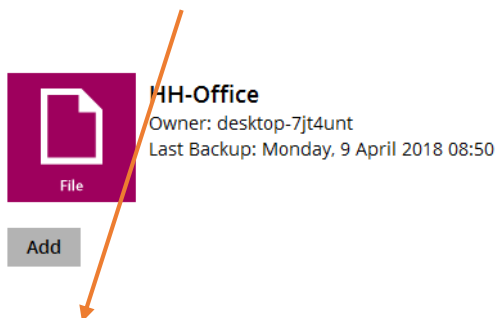 HH-Office
Owner: desktop-7jt4unt
Last Backup: Monday, 9 April 2018 08:50
File
Add